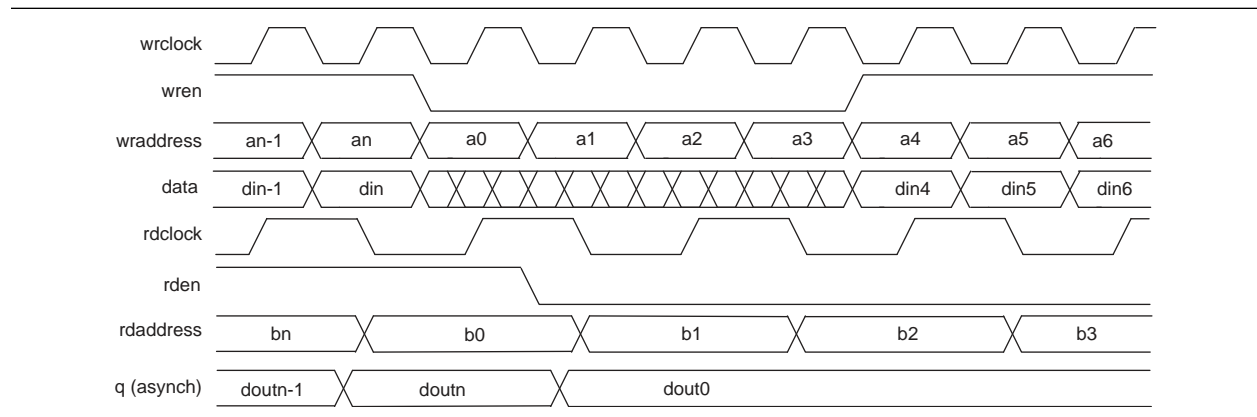 wrclock
wren
wraddress an-1 an a0 a1 a2 a3 a4 a5 a6
data din-1 din din4 din5 din6
rdclock
rden
rdaddress bn b0 b1 b2 b3
q (asynch) doutn-1 doutn dout0